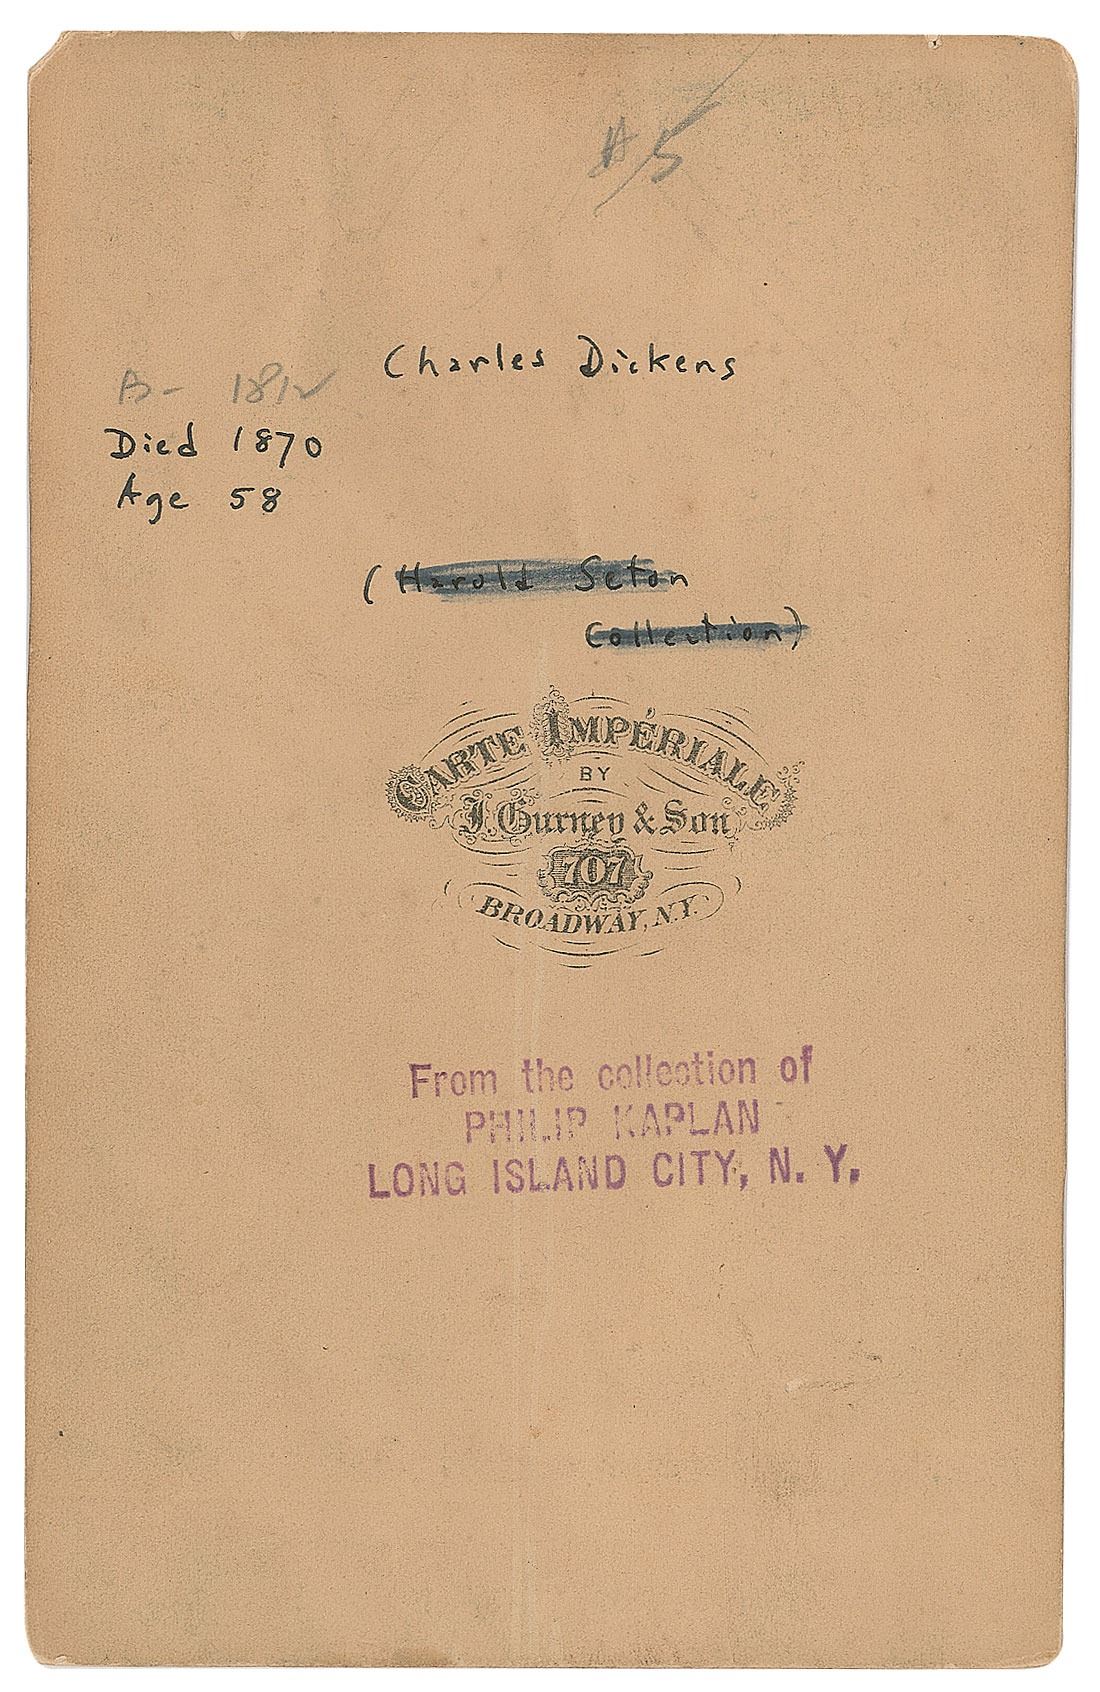 #5
Charles Dickens
B- 1812
Died 1870
Age 58
(Harold Seton
Collection)
CARTE IMPÉRIALE
BY
J. Gurney & Son
707
BROADWAY, N.Y.
From the collection of
PHILIP KAPLAN
LONG ISLAND CITY, N. Y.